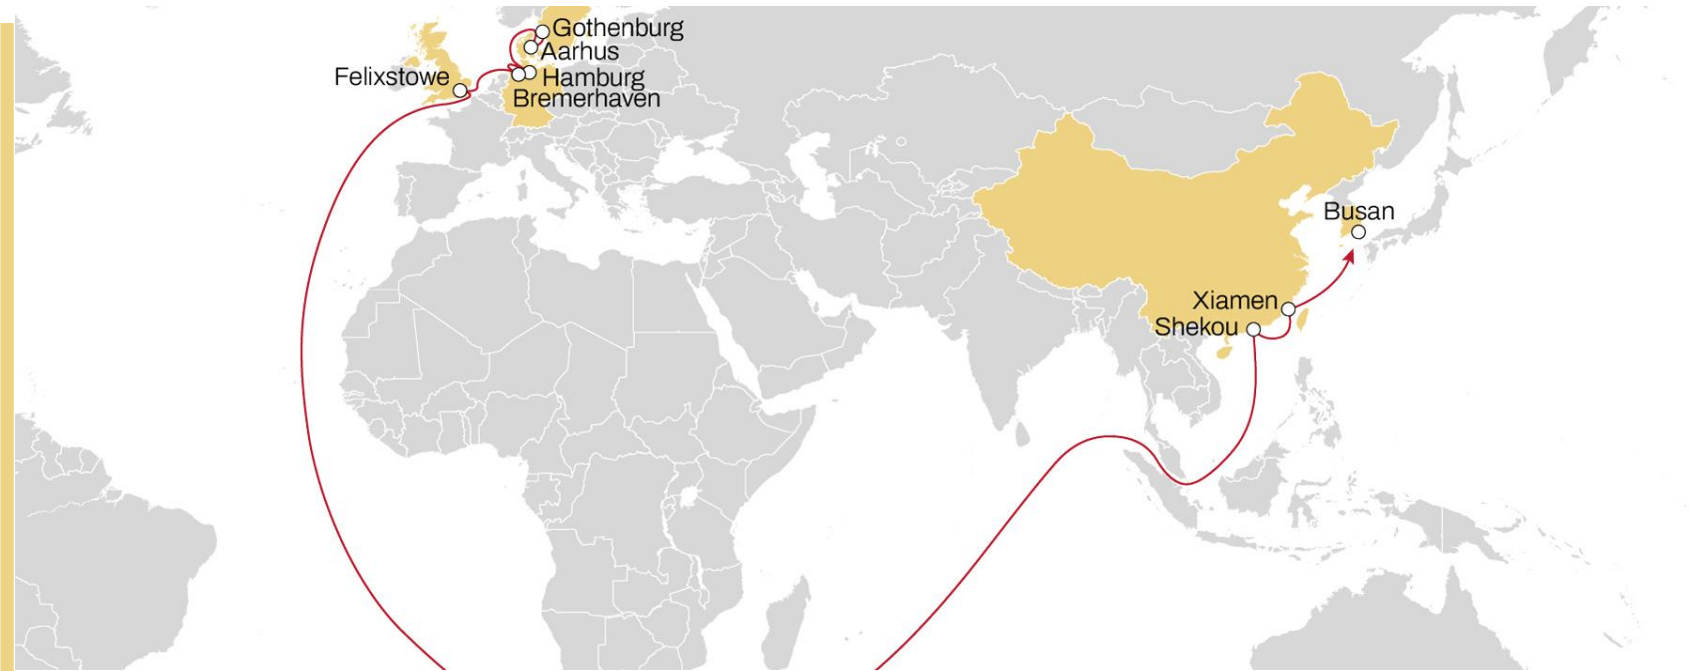 Gothenburg
Aarhus
Felixstowe
Hamburg
Bremerhaven
Busan
Xiamen
Shekou